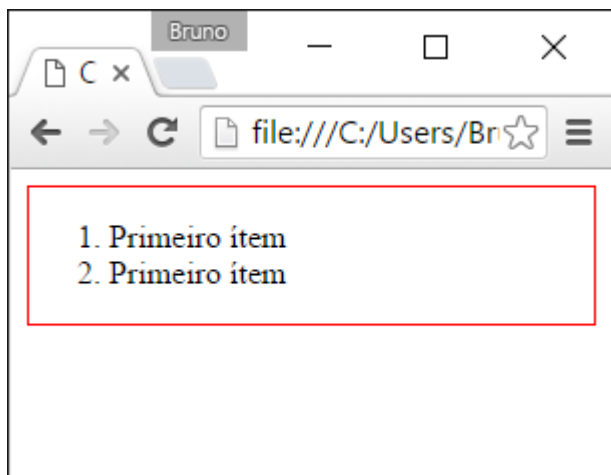 Bruno
C
file:///C:/Users/Br
1. Primeiro ítem
2. Primeiro ítem